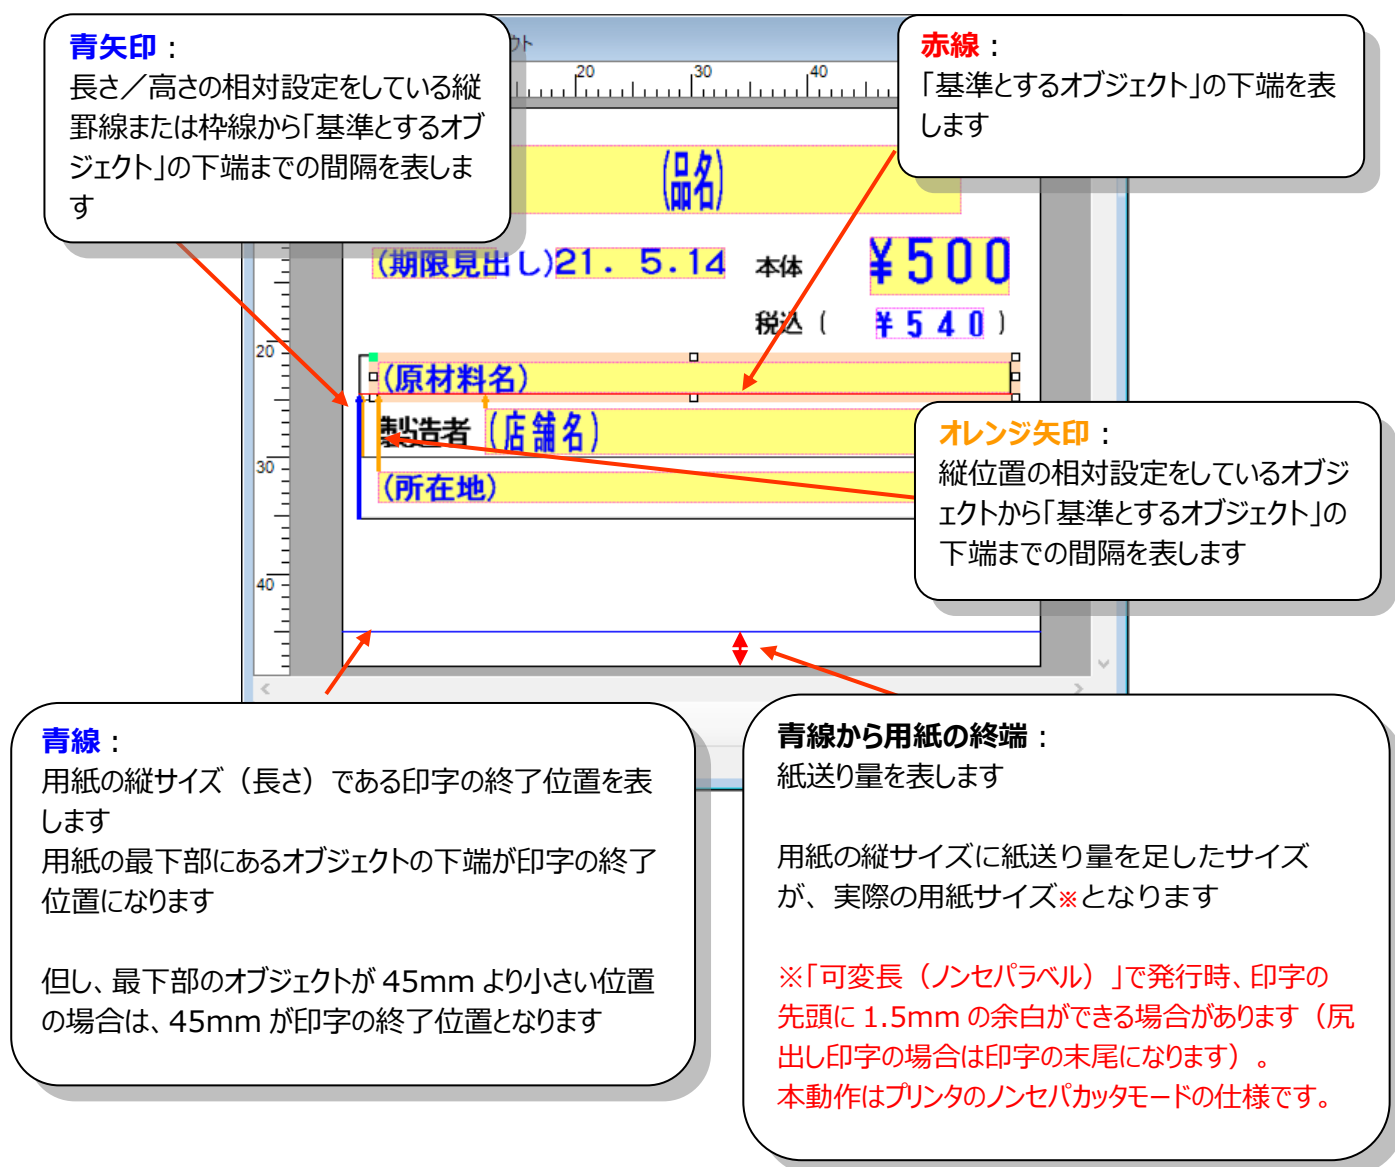 青矢印：
長さ／高さの相対設定をしている縦
罫線または枠線から「基準とするオブ
ジェクト」の下端までの間隔を表しま
す
赤線：
「基準とするオブジェクト」の下端を表
します
20
30
40
(品名)
(期限見出し)21. 5.14
本体
¥500
税込 ( ¥540 )
20
(原材料名)
製造者 (店舗名)
30
(所在地)
40
オレンジ矢印：
縦位置の相対設定をしているオブジ
ェクトから「基準とするオブジェクト」の
下端までの間隔を表します
青線：
用紙の縦サイズ（長さ）である印字の終了位置を表
します
用紙の最下部にあるオブジェクトの下端が印字の終了
位置になります
但し、最下部のオブジェクトが 45mm より小さい位置
の場合は、45mm が印字の終了位置となります
青線から用紙の終端：
紙送り量を表します
用紙の縦サイズに紙送り量を足したサイズ
が、実際の用紙サイズ※となります
※「可変長（ノンセパラベル）」で発行時、印字の
先頭に 1.5mm の余白ができる場合があります（尻
出し印字の場合は印字の末尾になります）。
本動作はプリンタのノンセパカッタモードの仕様です。